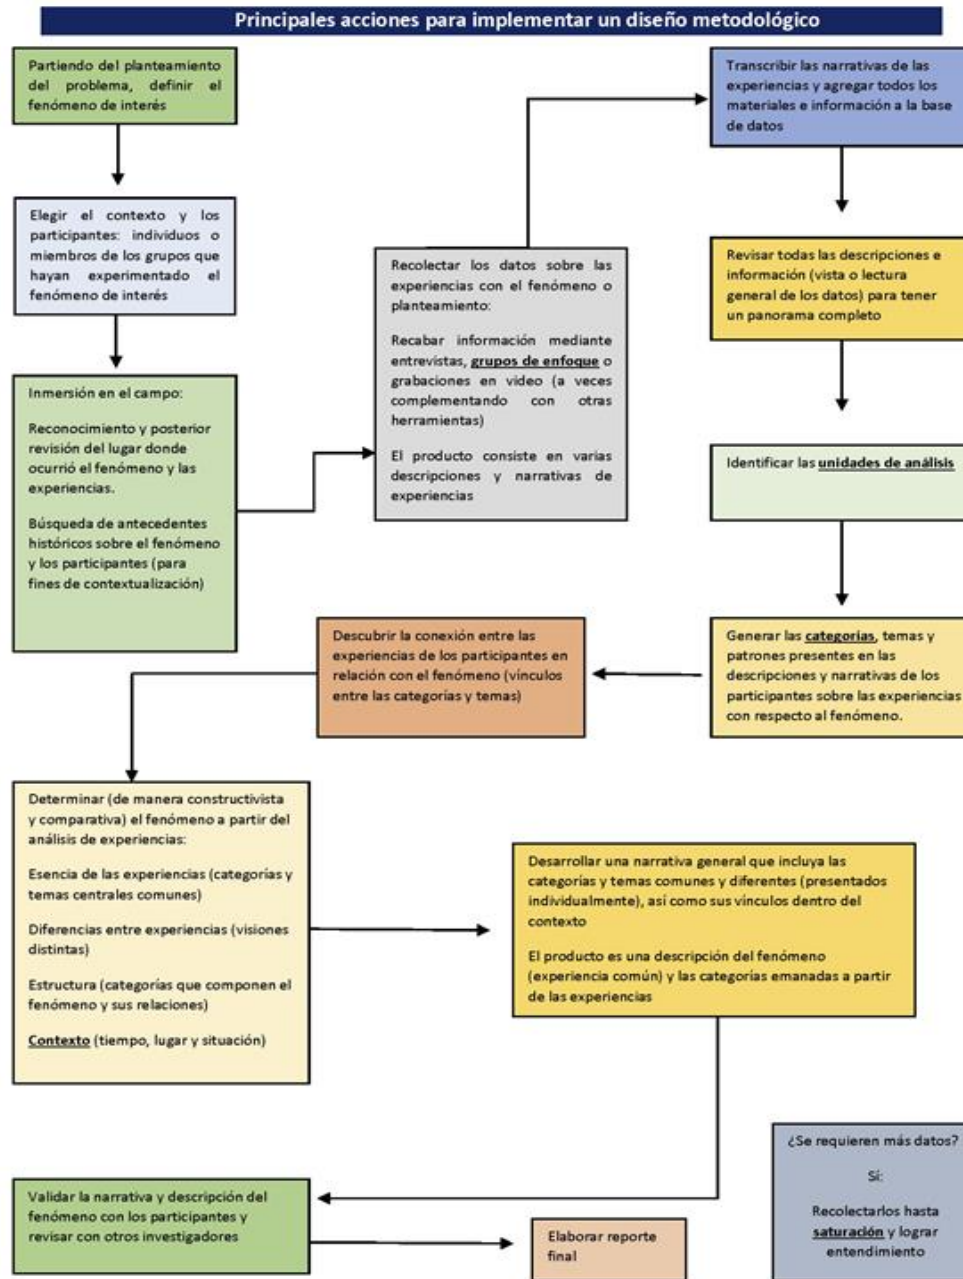 Principales acciones para implementar un diseño metodológico
Partiendo del planteamiento
del problema, definir el
fenómeno de interés
Elegir el contexto y los
participantes: individuos o
miembros de los grupos que
hayan experimentado el
fenómeno de interés
Inmersión en el campo:
Reconocimiento y posterior
revisión del lugar donde
ocurrió el fenómeno y las
experiencias.
Búsqueda de antecedentes
históricos sobre el fenómeno
y los participantes (para
fines de contextualización)
Recolectar los datos sobre las
experiencias con el fenómeno o
planteamiento:
Recabar información mediante
entrevistas, grupos de enfoque o
grabaciones en video (a veces
complementando con otras
herramientas)
El producto consiste en varias
descripciones y narrativas de
experiencias
Transcribir las narrativas de las
experiencias y agregar todos los
materiales e información a la base
de datos
Revisar todas las descripciones e
información (vista o lectura
general de los datos) para tener
un panorama completo
Identificar las unidades de análisis
Generar las categorías, temas y
patrones presentes en las
descripciones y narrativas de los
participantes sobre las experiencias
con respecto al fenómeno.
Descubrir la conexión entre las
experiencias de los participantes en
relación con el fenómeno (vínculos
entre las categorías y temas)
Determinar (de manera constructivista
y comparativa) el fenómeno a partir del
análisis de experiencias:
Esencia de las experiencias (categorías y
temas centrales comunes)
Diferencias entre experiencias (visiones
distintas)
Estructura (categorías que componen el
fenómeno y sus relaciones)
Contexto (tiempo, lugar y situación)
Desarrollar una narrativa general que incluya las
categorías y temas comunes y diferentes (presentados
individualmente), así como sus vínculos dentro del
contexto
El producto es una descripción del fenómeno
(experiencia común) y las categorías emanadas a partir
de las experiencias
Validar la narrativa y descripción del
fenómeno con los participantes y
revisar con otros investigadores
Elaborar reporte
final
¿Se requieren más datos?
Sí:
Recolectarlos hasta
saturación y lograr
entendimiento